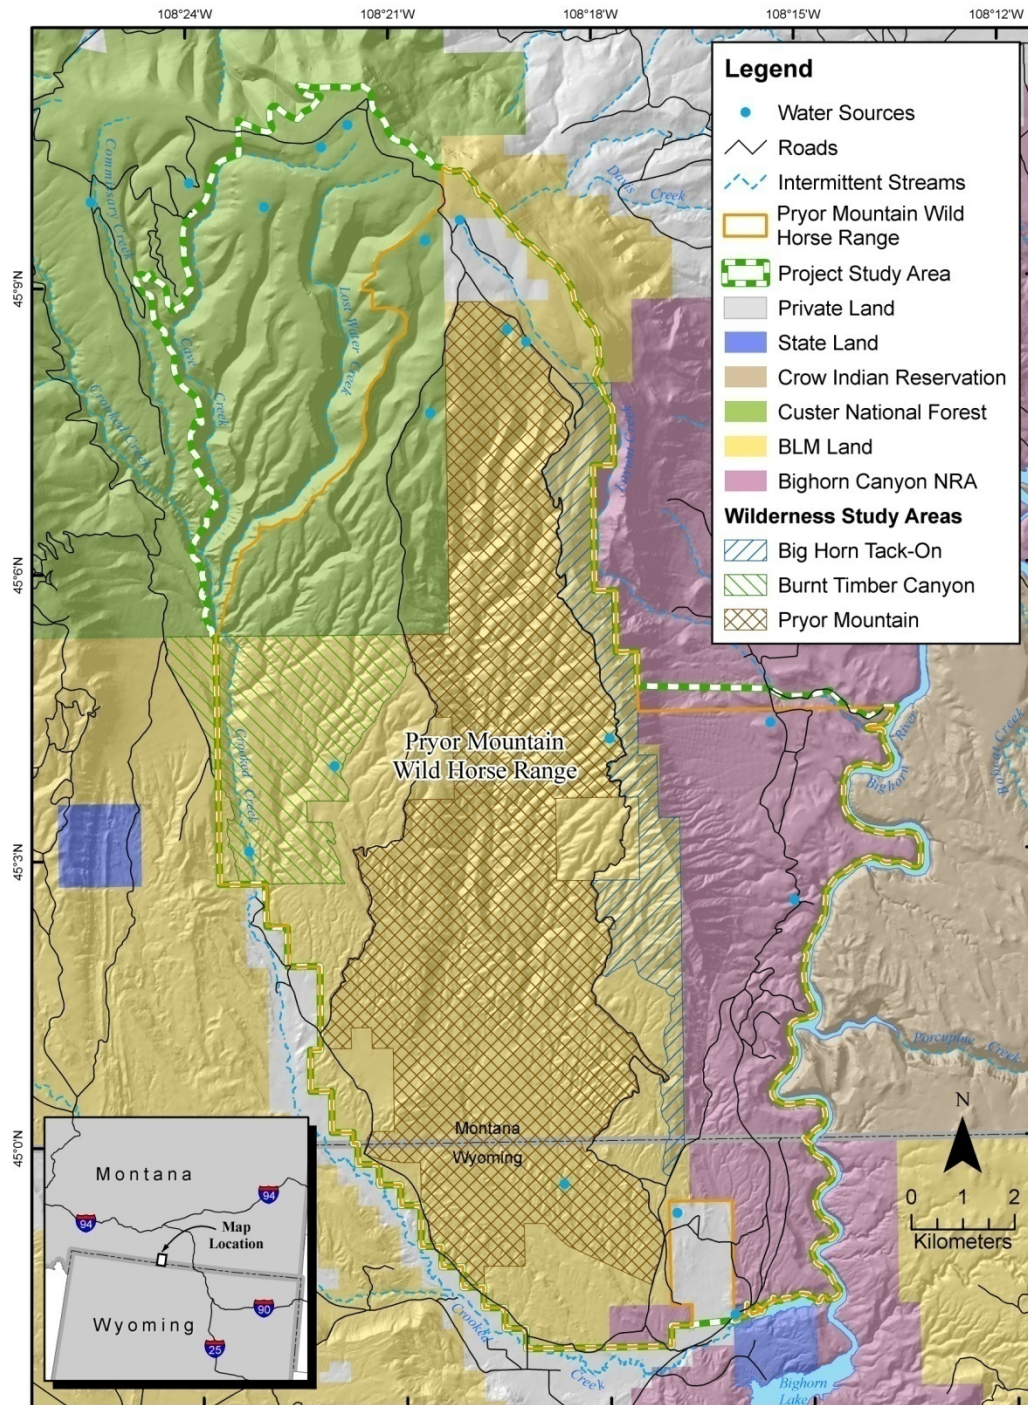 108°24'W
108°21'W
108°18'W
108°15'W
108°12'W
Legend
Water Sources
Roads
Intermittent Streams
Pryor Mountain Wild
Horse Range
Project Study Area
Private Land
State Land
Crow Indian Reservation
Custer National Forest
BLM Land
Bighorn Canyon NRA
Wilderness Study Areas
Big Horn Tack-On
Burnt Timber Canyon
Pryor Mountain
45°9'N
45°6'N
45°3'N
45°0'N
Commissary Creek
Crooked Creek
Cave
Creek
Lost Water
Creek
Davis
Creek
Layout Creek
Crooked
Creek
Pryor Mountain
Wild Horse Range
Bighorn
River
Porcupine Creek
Montana
Wyoming
N
0 1 2
Kilometers
Crooked
Creek
Bighorn
Lake
Montana
94
94
Map
Location
90
Wyoming
25